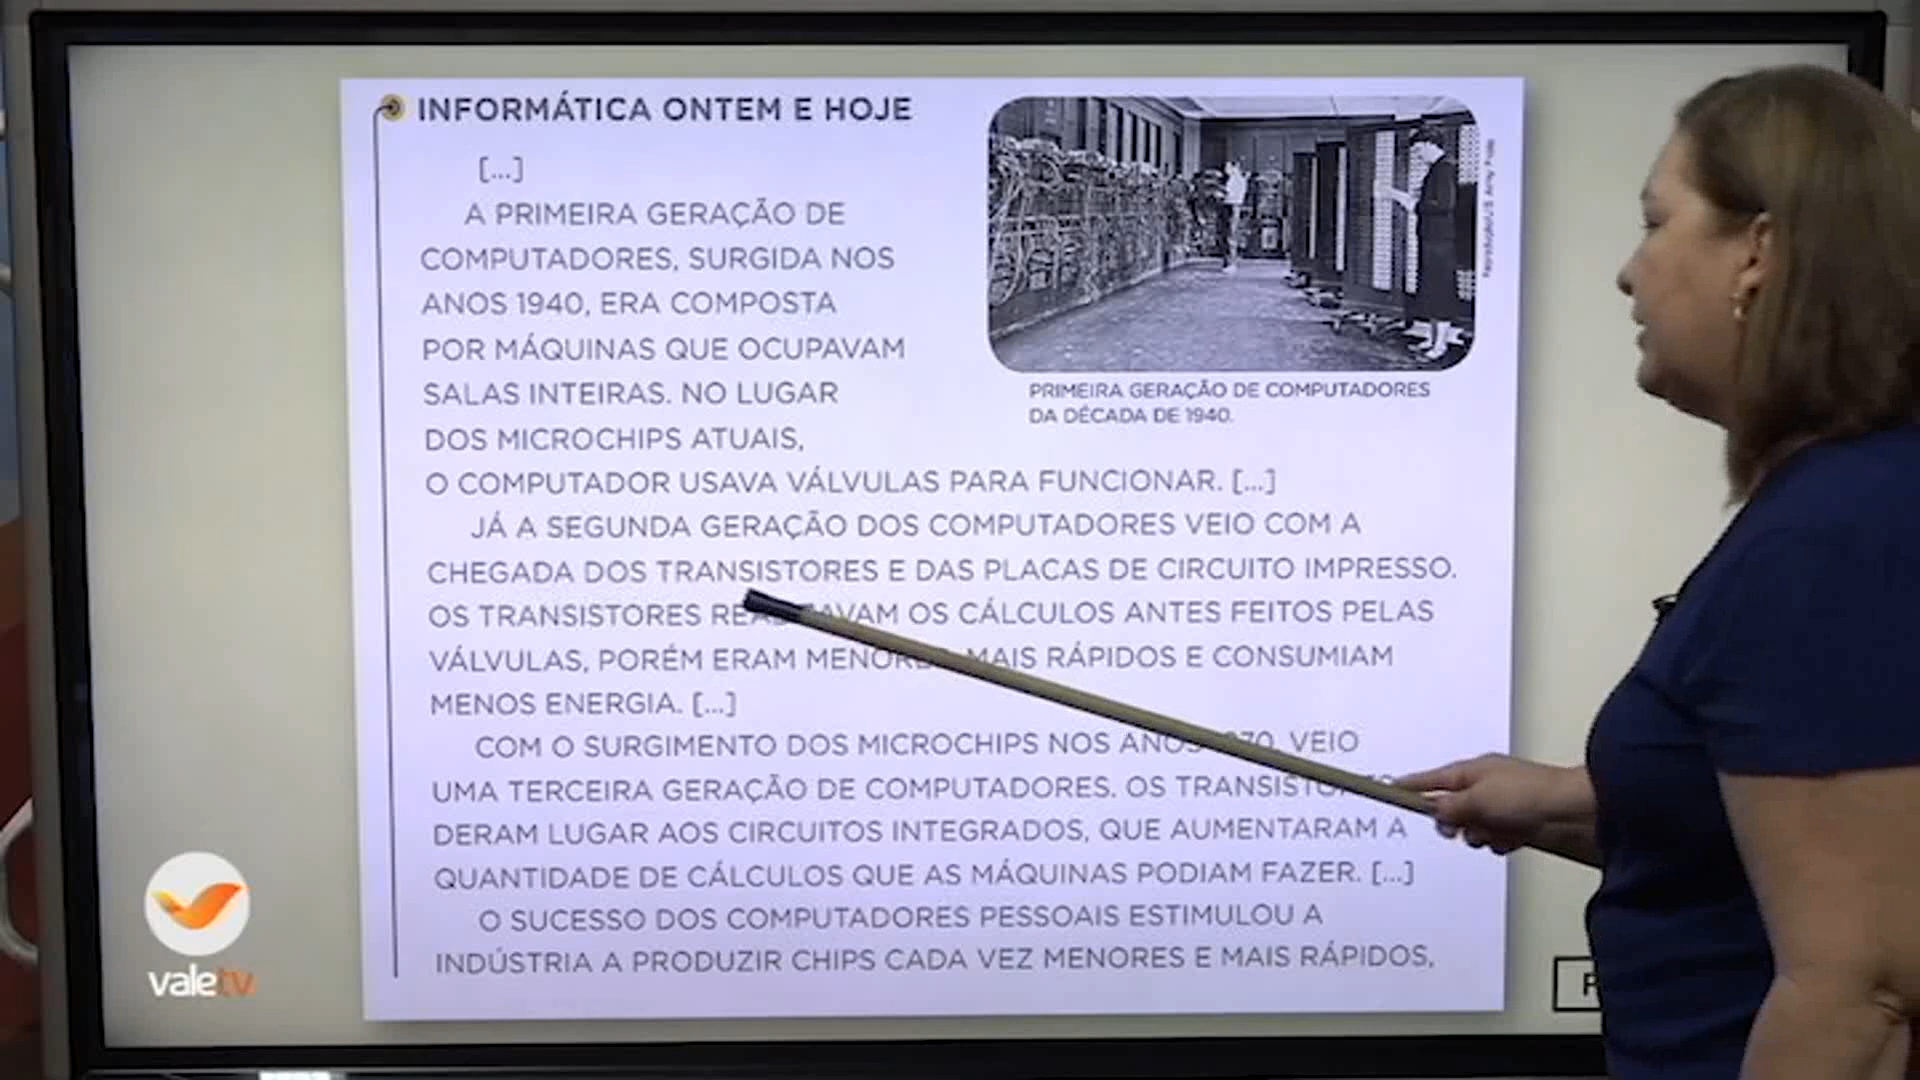 INFORMÁTICA ONTEM E HOJE
[...]
A PRIMEIRA GERAÇÃO DE
COMPUTADORES, SURGIDA NOS
ANOS 1940, ERA COMPOSTA
POR MÁQUINAS QUE OCUPAVAM
SALAS INTEIRAS. NO LUGAR
DOS MICROCHIPS ATUAIS,
O COMPUTADOR USAVA VÁLVULAS PARA FUNCIONAR. [...]
JÁ A SEGUNDA GERAÇÃO DOS COMPUTADORES VEIO COM A
CHEGADA DOS TRANSISTORES E DAS PLACAS DE CIRCUITO IMPRESSO.
OS TRANSISTORES OS CÁLCULOS ANTES FEITOS PELAS
VÁLVULAS, PORÉM ERAM MENORES, MAIS RÁPIDOS E CONSUMIAM
MENOS ENERGIA. [...]
COM O SURGIMENTO DOS MICROCHIPS NOS ANOS VEIO
UMA TERCEIRA GERAÇÃO DE COMPUTADORES. OS TRANSISTORES
DERAM LUGAR AOS CIRCUITOS INTEGRADOS, QUE AUMENTARAM A
QUANTIDADE DE CÁLCULOS QUE AS MÁQUINAS PODIAM FAZER. [...]
O SUCESSO DOS COMPUTADORES PESSOAIS ESTIMULOU A
INDÚSTRIA A PRODUZIR CHIPS CADA VEZ MENORES E MAIS RÁPIDOS,
PRIMEIRA GERAÇÃO DE COMPUTADORES
DA DÉCADA DE 1940.
valetv